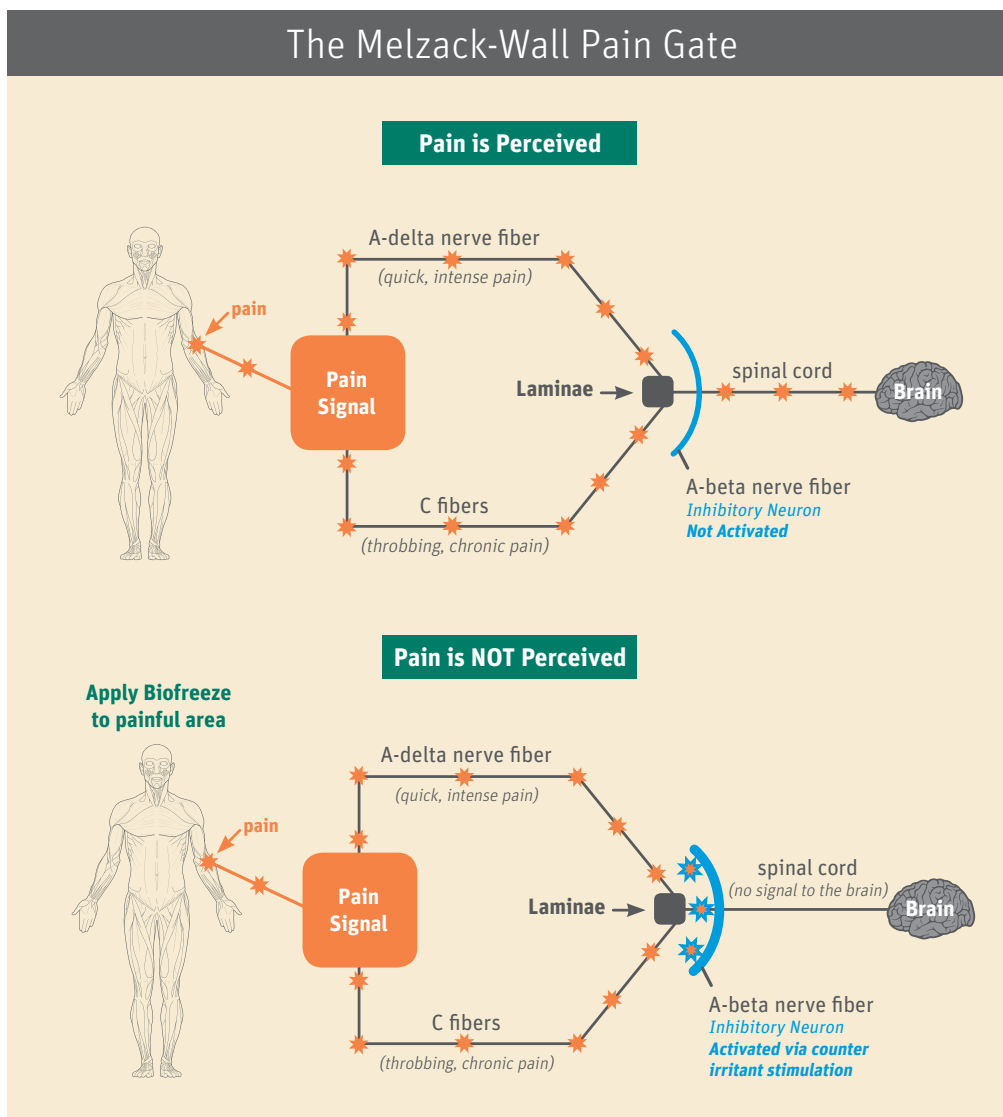 The Melzack-Wall Pain Gate
Pain is Perceived
A-delta nerve fiber
(quick, intense pain)
pain
Pain
Signal
Laminae
spinal cord
Brain
C fibers
(throbbing, chronic pain)
A-beta nerve fiber
Inhibitory Neuron
Not Activated
Pain is NOT Perceived
Apply Biofreeze
to painful area
A-delta nerve fiber
(quick, intense pain)
pain
Pain
Signal
Laminae
spinal cord
(no signal to the brain)
Brain
C fibers
(throbbing, chronic pain)
A-beta nerve fiber
Inhibitory Neuron
Activated via counter
irritant stimulation